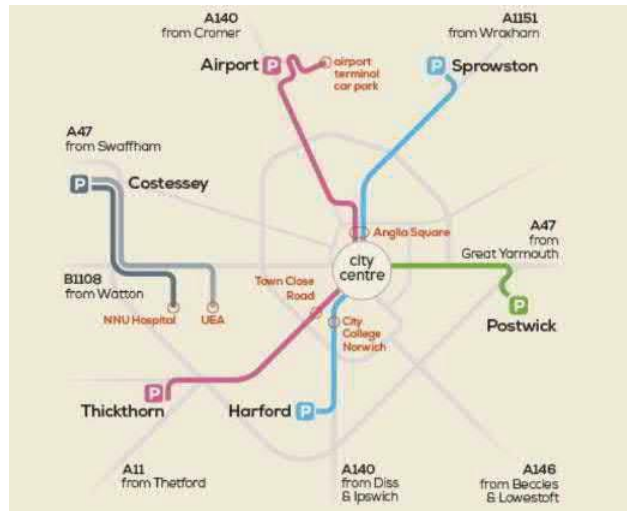 A140
from Cromer
A1151
from Wroxham
Airport P
airport
terminal
car park
P Sprowston
A47
from Swaffham
P Costessey
Anglia Square
A47
from
Great Yarmouth
city
centre
B1108
from Watton
Town Close
Road
NNU Hospital
UEA
City
College
Norwich
P
Postwick
P
Thickthorn
Harford P
A11
from Thetford
A140
from Diss
& Ipswich
A146
from Beccles
& Lowestoft